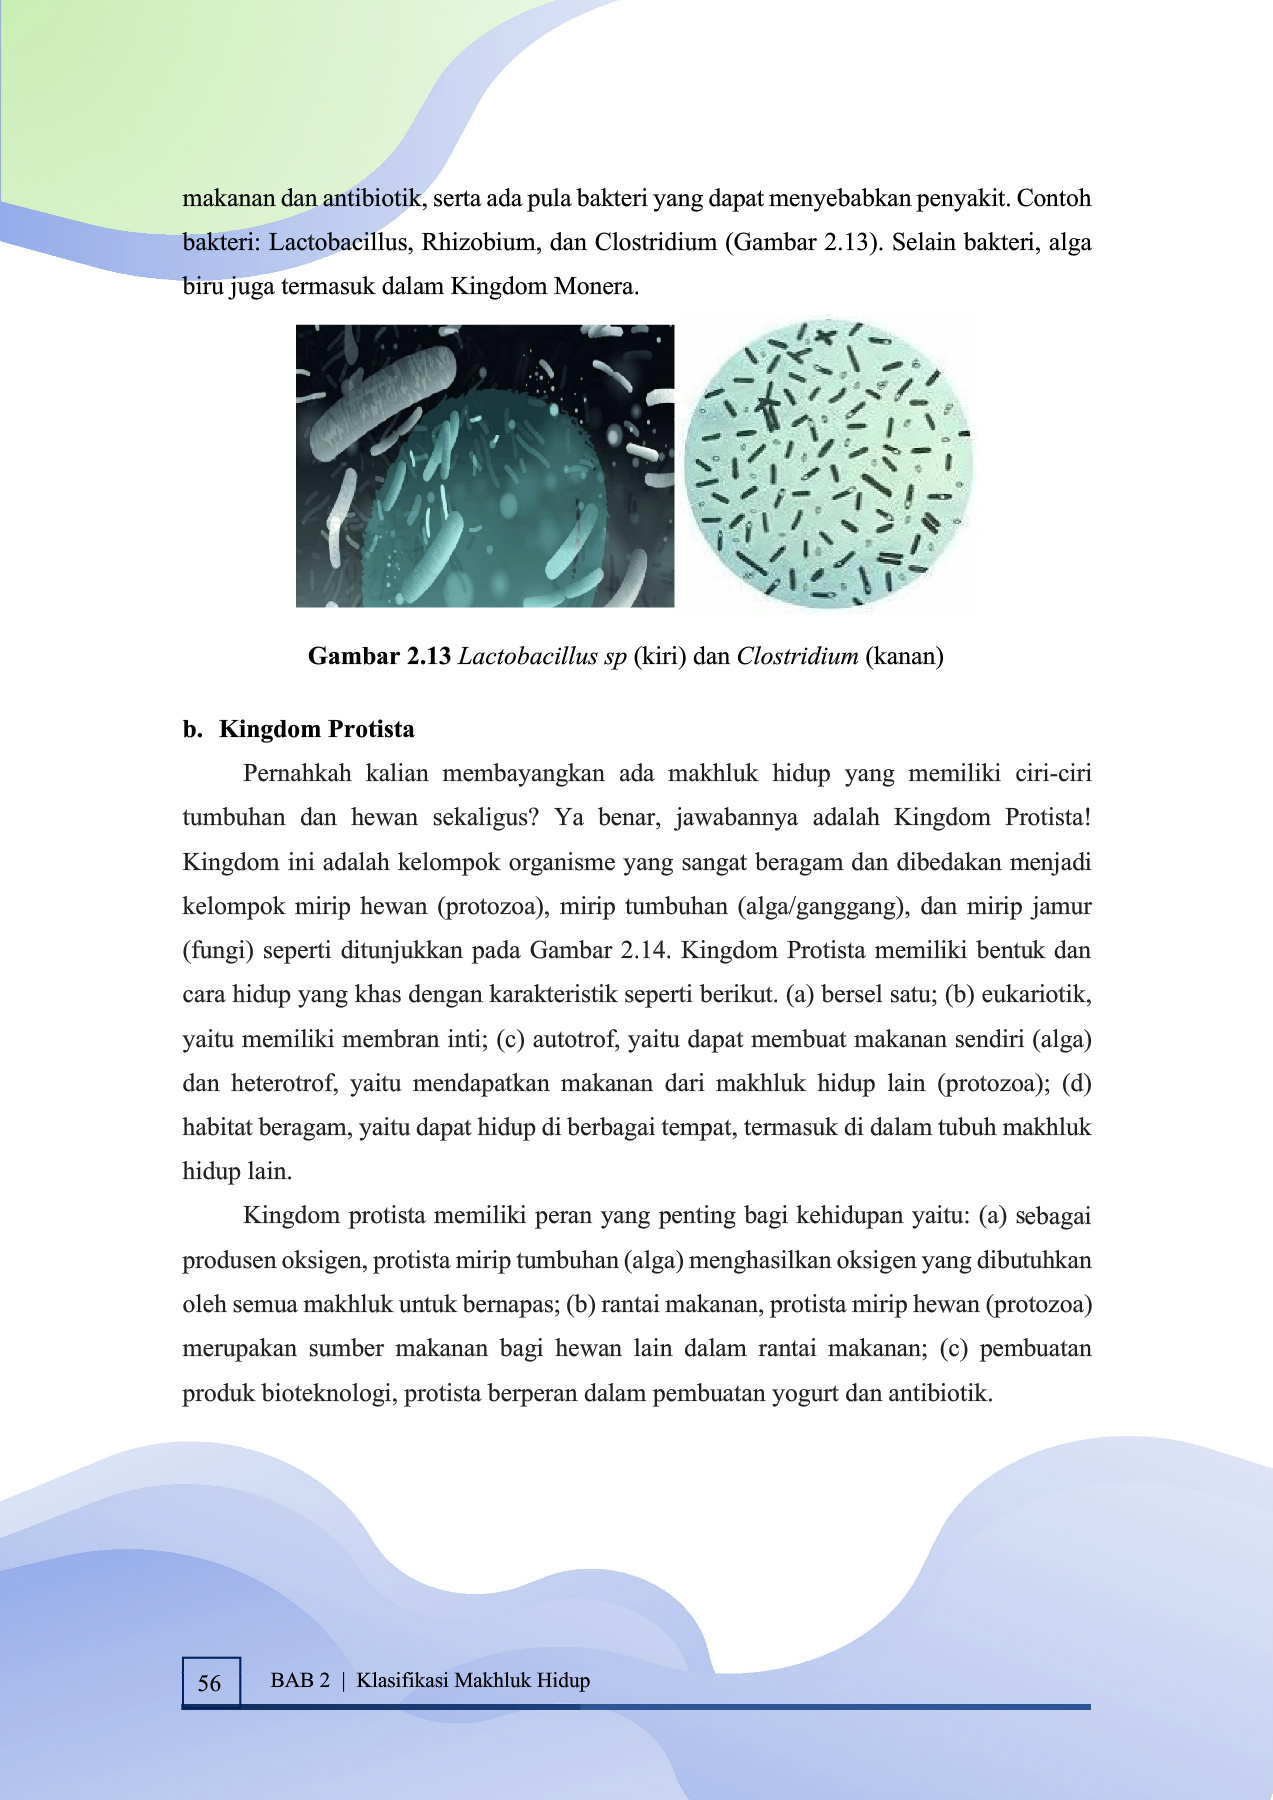 makanan dan antibiotik, serta ada pula bakteri yang dapat menyebabkan penyakit. Contoh
bakteri: Lactobacillus, Rhizobium, dan Clostridium (Gambar 2.13). Selain bakteri, alga
biru juga termasuk dalam Kingdom Monera.
Gambar 2.13 Lactobacillus sp (kiri) dan Clostridium (kanan)
b. Kingdom Protista
Pernahkah kalian membayangkan ada makhluk hidup yang memiliki ciri-ciri
tumbuhan dan hewan sekaligus? Ya benar, jawabannya adalah Kingdom Protista!
Kingdom ini adalah kelompok organisme yang sangat beragam dan dibedakan menjadi
kelompok mirip hewan (protozoa), mirip tumbuhan (alga/ganggang), dan mirip jamur
(fungi) seperti ditunjukkan pada Gambar 2.14. Kingdom Protista memiliki bentuk dan
cara hidup yang khas dengan karakteristik seperti berikut. (a) bersel satu; (b) eukariotik,
yaitu memiliki membran inti; (c) autotrof, yaitu dapat membuat makanan sendiri (alga)
dan heterotrof, yaitu mendapatkan makanan dari makhluk hidup lain (protozoa); (d)
habitat beragam, yaitu dapat hidup di berbagai tempat, termasuk di dalam tubuh makhluk
hidup lain.
Kingdom protista memiliki peran yang penting bagi kehidupan yaitu: (a) sebagai
produsen oksigen, protista mirip tumbuhan (alga) menghasilkan oksigen yang dibutuhkan
oleh semua makhluk untuk bernapas; (b) rantai makanan, protista mirip hewan (protozoa)
merupakan sumber makanan bagi hewan lain dalam rantai makanan; (c) pembuatan
produk bioteknologi, protista berperan dalam pembuatan yogurt dan antibiotik.
56 BAB 2 | Klasifikasi Makhluk Hidup